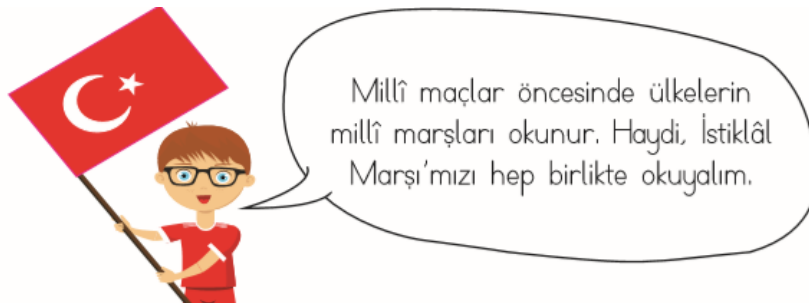 Millî maçlar öncesinde ülkelerin
millî marşları okunur. Haydi, İstiklâl
Marşı'mızı hep birlikte okuyalım.